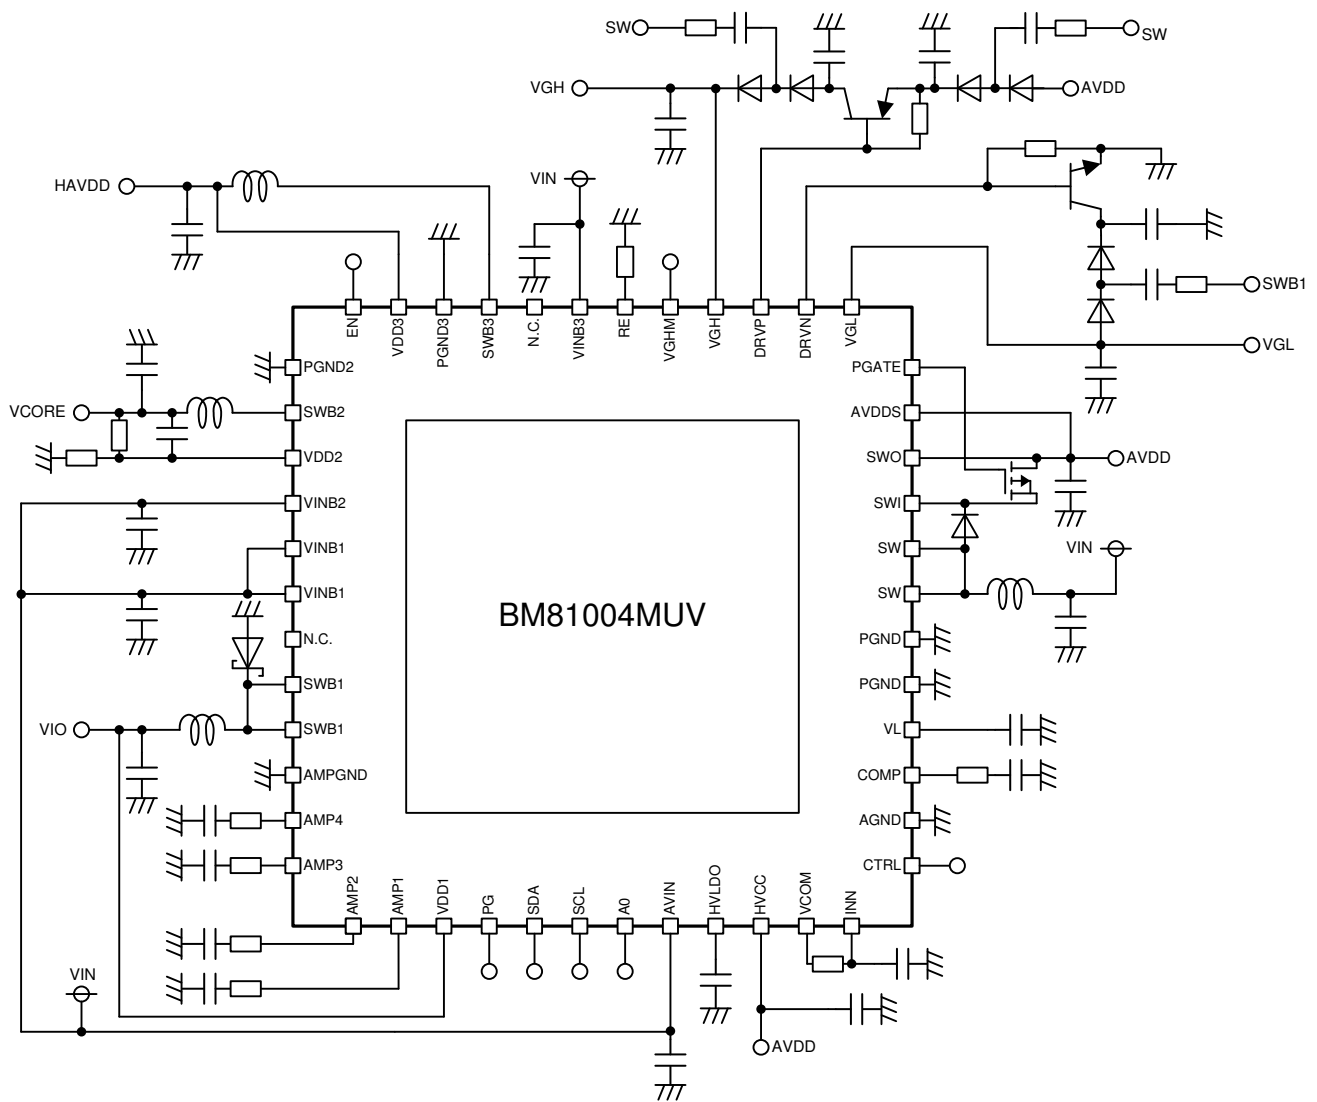 SW
SW
VGH
AVDD
HAVDD
VIN
SWB1
VGL
EN
VDD3
PGND3
SWB3
N.C.
VINB3
RE
VGHM
VGH
DRVP
DRVN
VGL
PGND2
PGATE
VCORE
SWB2
AVDDS
VDD2
SWO
AVDD
VINB2
SWI
VINB1
SW
VIN
VINB1
SW
BM81004MUV
N.C.
PGND
SWB1
PGND
VIO
SWB1
VL
AMPGND
COMP
AMP4
AGND
AMP3
CTRL
AMP2
AMP1
VDD1
PG
SDA
SCL
A0
AVIN
HVLDO
HVCC
VCOM
INN
VIN
AVDD